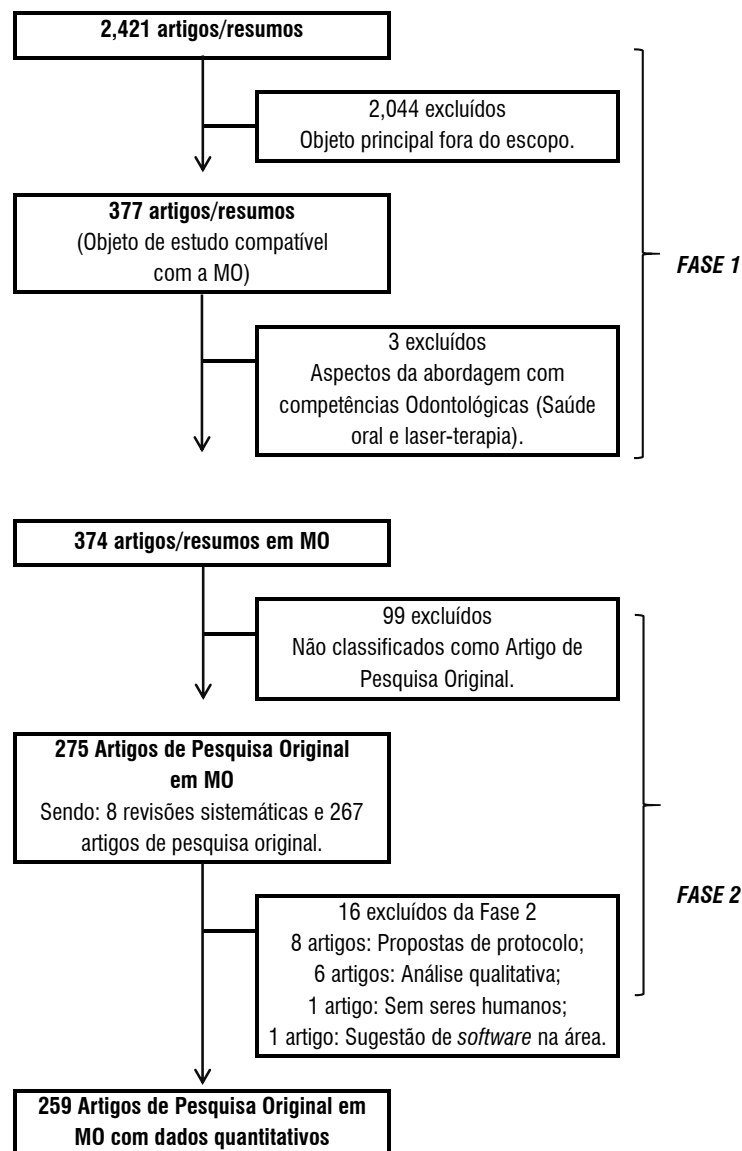 2,421 artigos/resumos
2,044 excluídos
Objeto principal fora do escopo.
377 artigos/resumos
(Objeto de estudo compatível
com a MO)
FASE 1
3 excluídos
Aspectos da abordagem com
competências Odontológicas (Saúde
oral e laser-terapia).
374 artigos/resumos em MO
99 excluídos
Não classificados como Artigo de
Pesquisa Original.
275 Artigos de Pesquisa Original
em MO
Sendo: 8 revisões sistemáticas e 267
artigos de pesquisa original.
FASE 2
16 excluídos da Fase 2
8 artigos: Propostas de protocolo;
6 artigos: Análise qualitativa;
1 artigo: Sem seres humanos;
1 artigo: Sugestão de software na área.
259 Artigos de Pesquisa Original em
MO com dados quantitativos